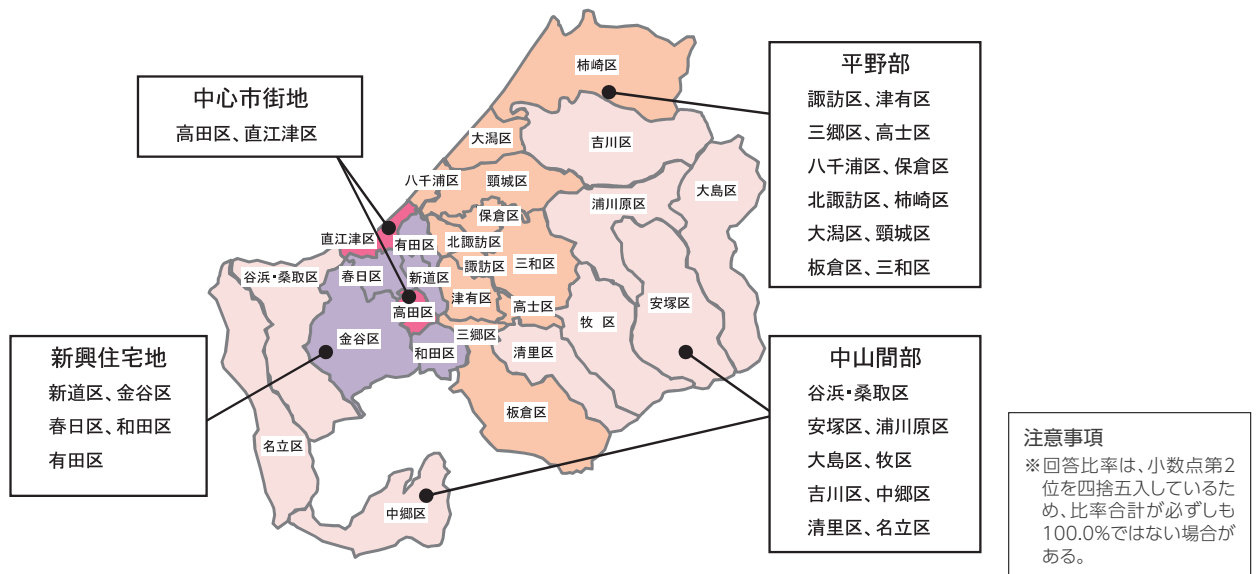 中心市街地
高田区、直江津区
平野部
諏訪区、津有区
三郷区、高士区
八千浦区、保倉区
北諏訪区、柿崎区
大潟区、頸城区
板倉区、三和区
新興住宅地
新道区、金谷区
春日区、和田区
有田区
中山間部
谷浜・桑取区
安塚区、浦川原区
大島区、牧区
吉川区、中郷区
清里区、名立区
柿崎区
大潟区
吉川区
八千浦区
頸城区
大島区
浦川原区
保倉区
直江津区
有田区
北諏訪区
谷浜・桑取区
春日区
新道区
諏訪区
三和区
高田区
津有区
高士区
安塚区
牧 区
金谷区
和田区
三郷区
清里区
板倉区
名立区
中郷区
注意事項
※回答比率は、小数点第2
位を四捨五入しているた
め、比率合計が必ずしも
100.0%ではない場合が
ある。